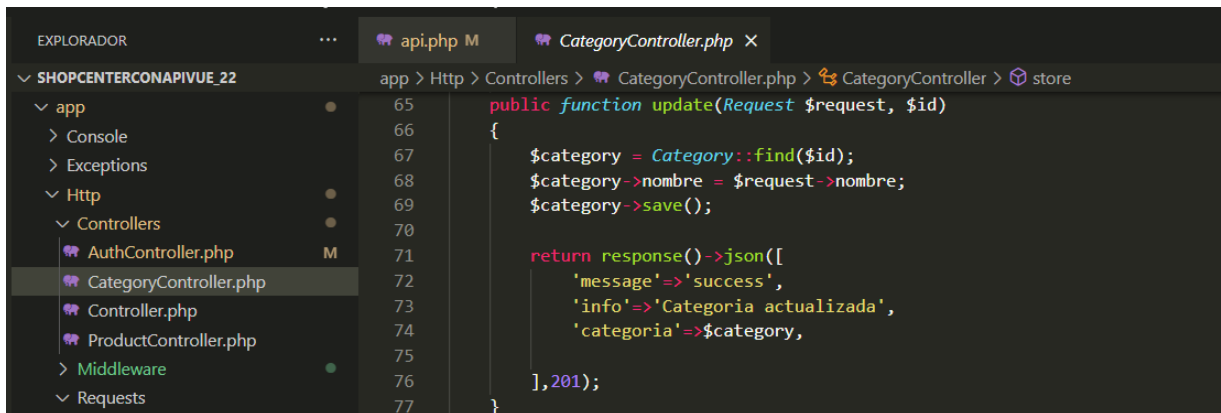 EXPLORADOR ...
SHOPCENTERCONAPIVUE_22
app
Console
Exceptions
Http
Controllers
AuthController.php M
CategoryController.php
Controller.php
ProductController.php
Middleware
Requests
api.php M CategoryController.php
app > Http > Controllers > CategoryController.php > CategoryController > store
65 public function update(Request $request, $id)
66 {
67 $category = Category::find($id);
68 $category->nombre = $request->nombre;
69 $category->save();
70
71 return response()->json([
72 'message'=>'success',
73 'info'=>'Categoria actualizada',
74 'categoria'=>$category,
75
76 ],201);
77 }